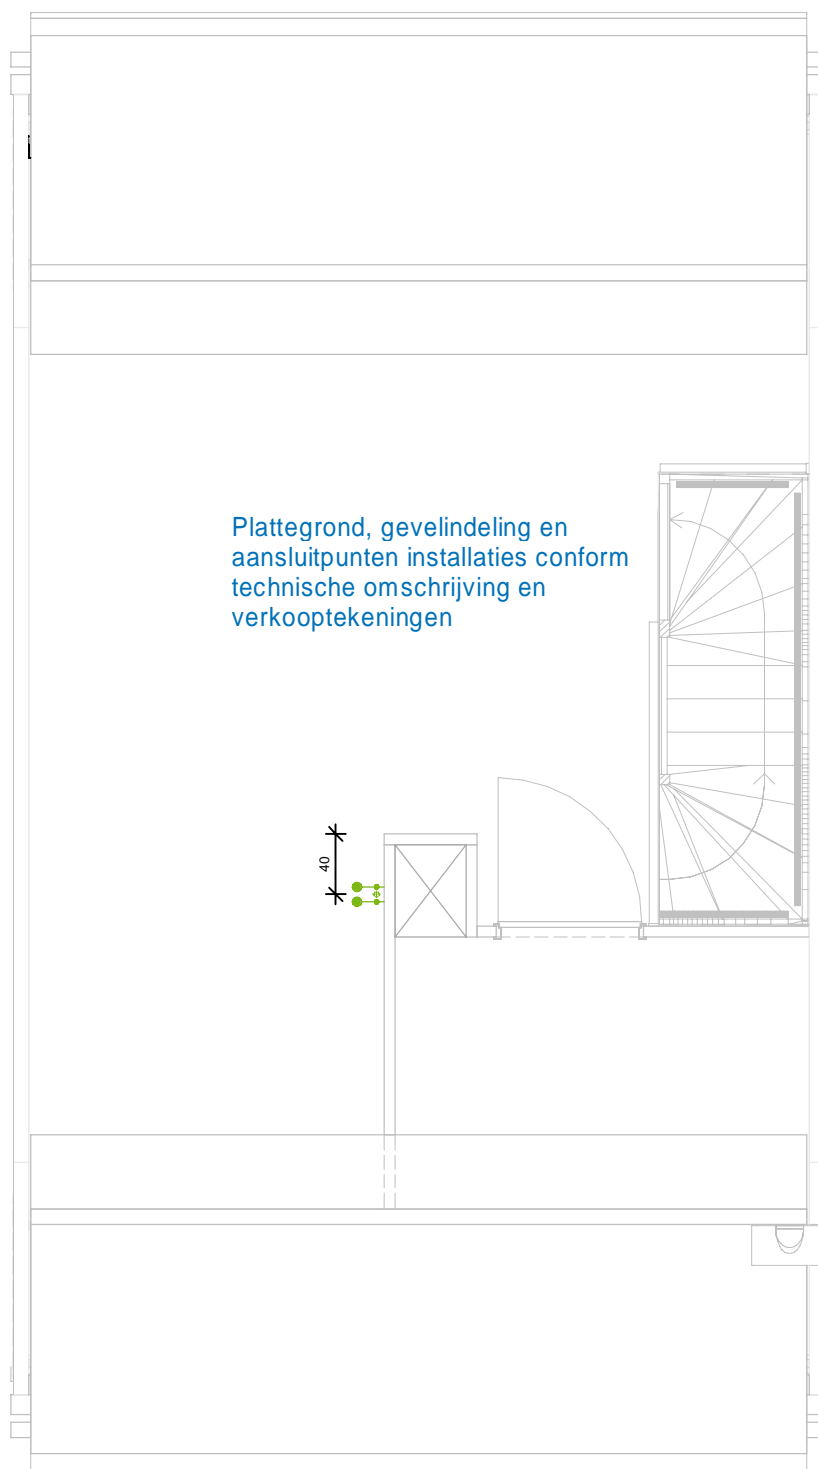 Plattegrond, gevelindeling en
aansluitpunten installaties conform
technische omschrijving en
verkooptekeningen
40